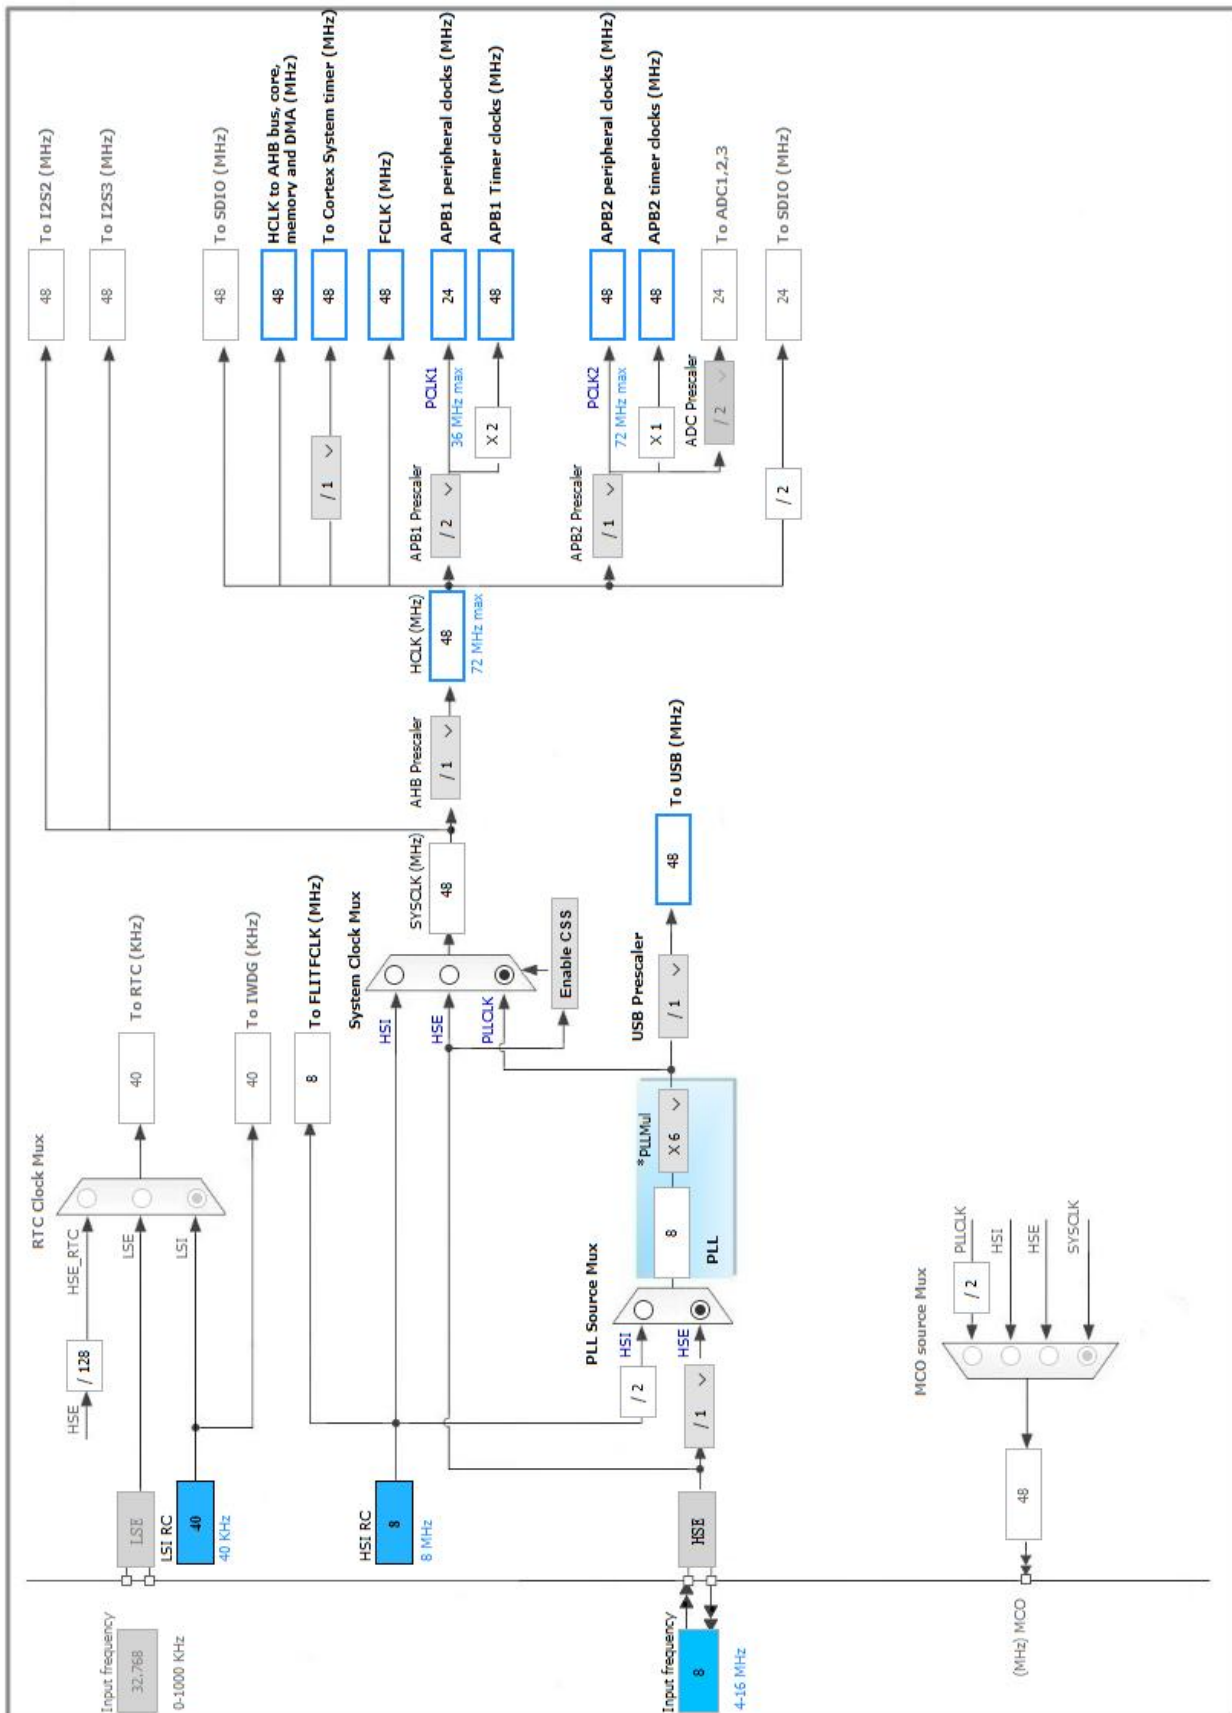 Input frequency
32.768
0-1000 KHz
LSE
LSI RC
40
40 KHz
HSE
/ 128
HSE_RTC
LSE
LSI
RTC Clock Mux
40
To RTC (KHz)
40
To IWDG (KHz)
HSI RC
8
8 MHz
8
To FLITFCLK (MHz)
System Clock Mux
HSI
HSE
PLLCLK
Enable CSS
SYSCLK (MHz)
48
AHB Prescaler
/ 1
HCLK (MHz)
48
72 MHz max
48
To I2S2 (MHz)
48
To I2S3 (MHz)
48
To SDIO (MHz)
48
HCLK to AHB bus, core,
memory and DMA (MHz)
/ 1
48
To Cortex System timer (MHz)
48
FCLK (MHz)
APB1 Prescaler
/ 2
PCLK1
36 MHz max
24
APB1 peripheral clocks (MHz)
X 2
48
APB1 Timer clocks (MHz)
APB2 Prescaler
/ 1
PCLK2
72 MHz max
48
APB2 peripheral clocks (MHz)
X 1
48
APB2 timer clocks (MHz)
ADC Prescaler
/ 2
24
To ADC1,2,3
/ 2
24
To SDIO (MHz)
Input frequency
8
4-16 MHz
HSE
/ 1
/ 2
PLL Source Mux
HSI
HSE
8
*PLLMul
X 6
PLL
USB Prescaler
/ 1
48
To USB (MHz)
MCO source Mux
PLLCLK
/ 2
HSI
HSE
SYSCLK
48
(MHz) MCO